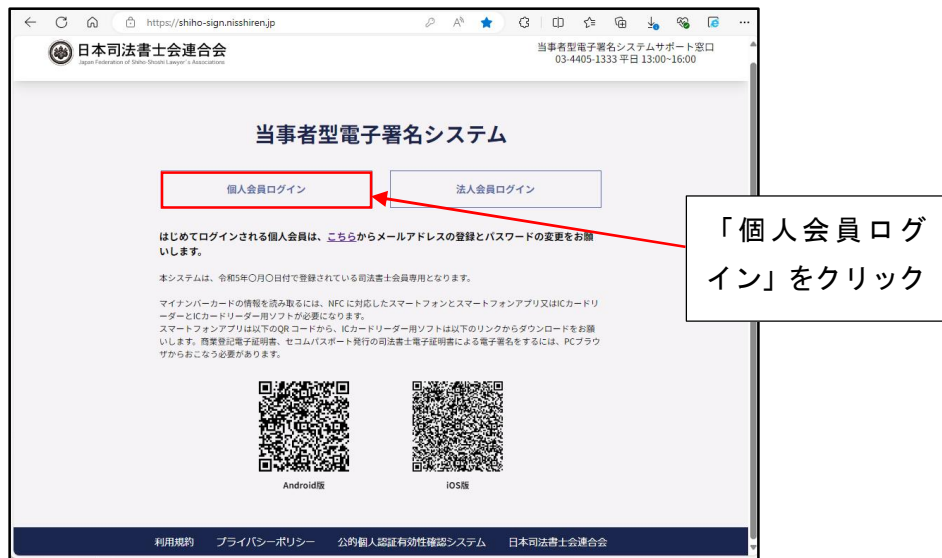 https://shiho-sign.nisshiren.jp
日本司法書士会連合会
Japan Federation of Shiho-Shoshi Lawyer's Associations
当事者型電子署名システムサポート窓口
03-4405-1333 平日 13:00~16:00
当事者型電子署名システム
個人会員ログイン
法人会員ログイン
はじめてログインされる個人会員は、こちらからメールアドレスの登録とパスワードの変更をお願
いします。
本システムは、令和5年〇月〇日付で登録されている司法書士会員専用となります。
マイナンバーカードの情報を読み取るには、NFCに対応したスマートフォンとスマートフォンアプリ又はICカードリ
ーダーとICカードリーダー用ソフトが必要になります。
スマートフォンアプリは以下のQRコードから、ICカードリーダー用ソフトは以下のリンクからダウンロードをお願
いします。商業登記電子証明書、セコムパスポート発行の司法書士電子証明書による電子署名をするには、PCブラウ
ザからおこなう必要があります。
Android版
iOS版
利用規約 プライバシーポリシー 公的個人認証有効性確認システム 日本司法書士会連合会
「個人会員ログ
イン」をクリック